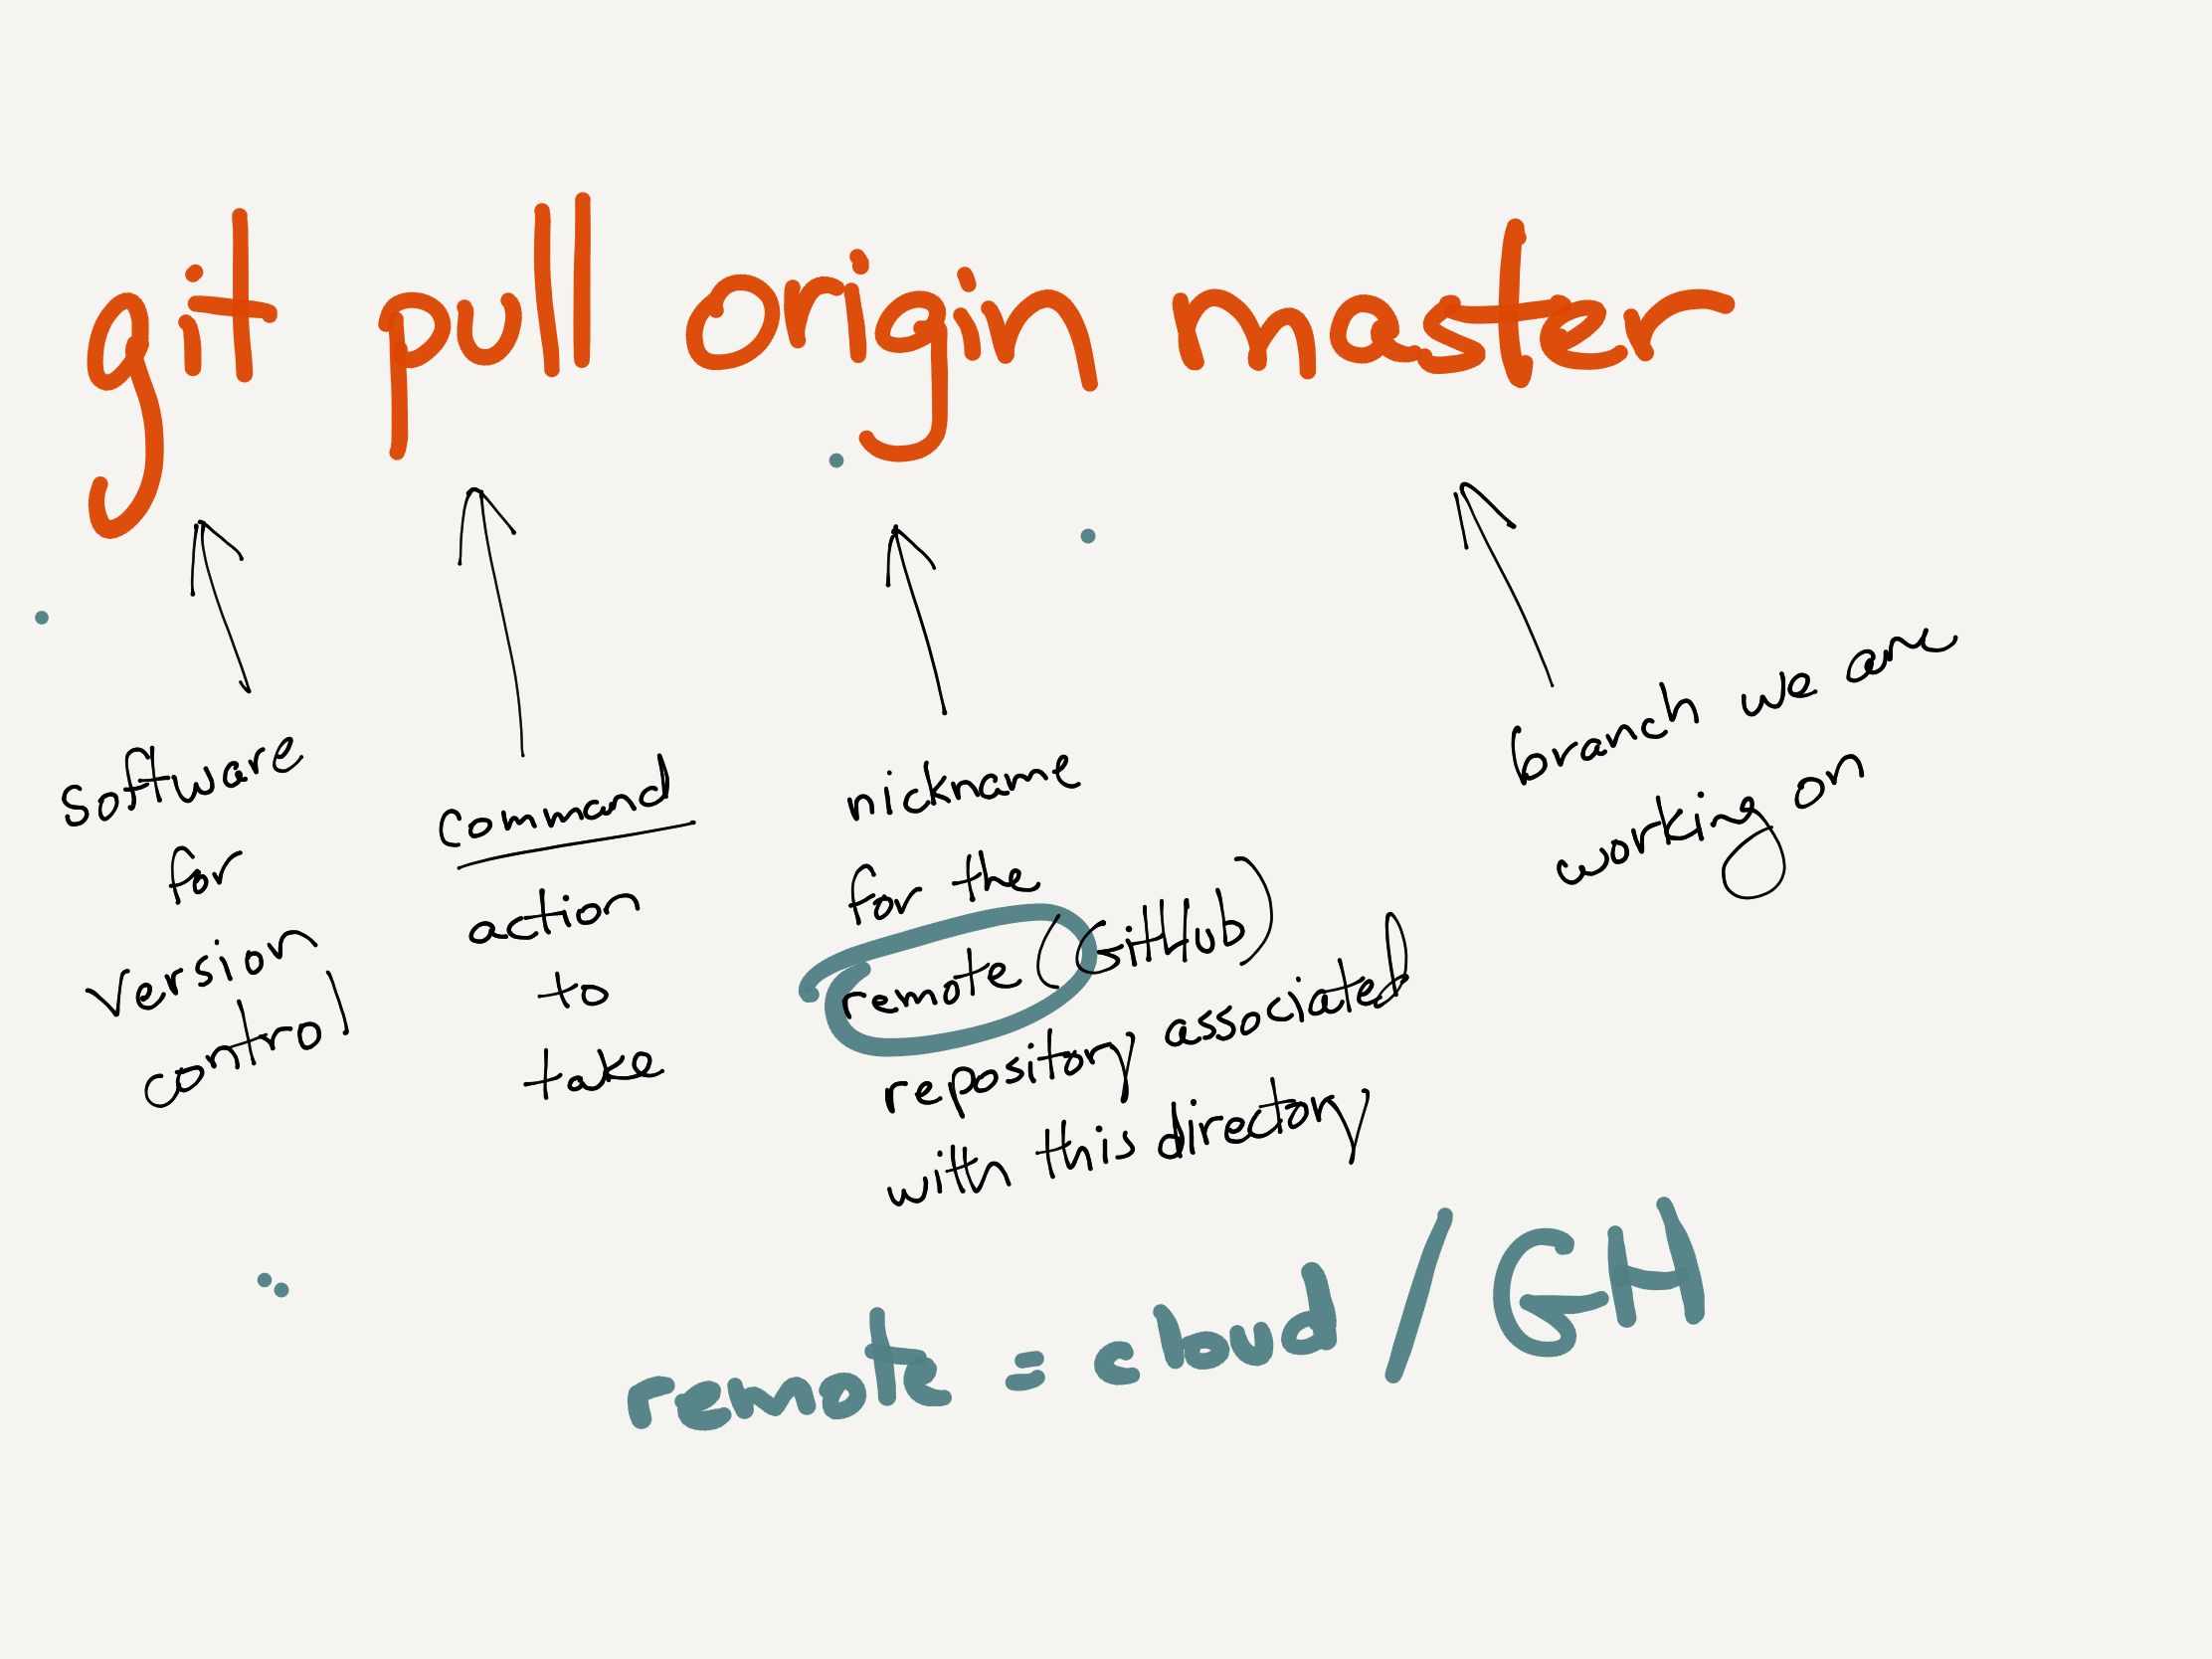 git pull origin master
software
for
version
control
command
action
to
take
nickname
for the
remote (GitHub)
repository associated
with this directory
branch we are
working on
remote = cloud / GH